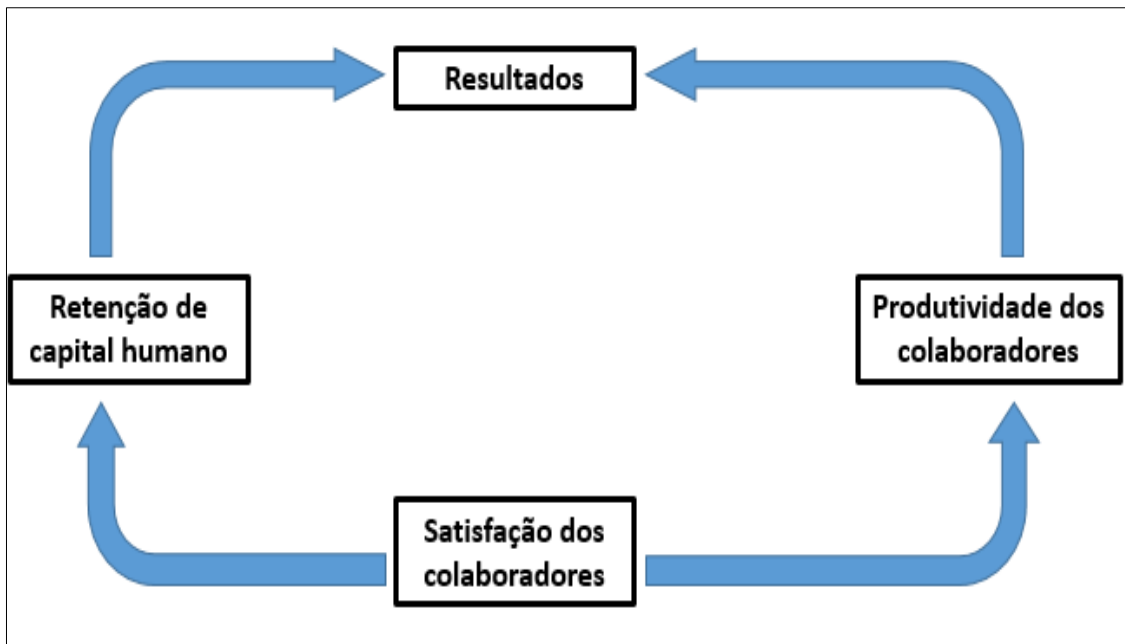 Resultados
Retenção de
capital humano
Produtividade dos
colaboradores
Satisfação dos
colaboradores